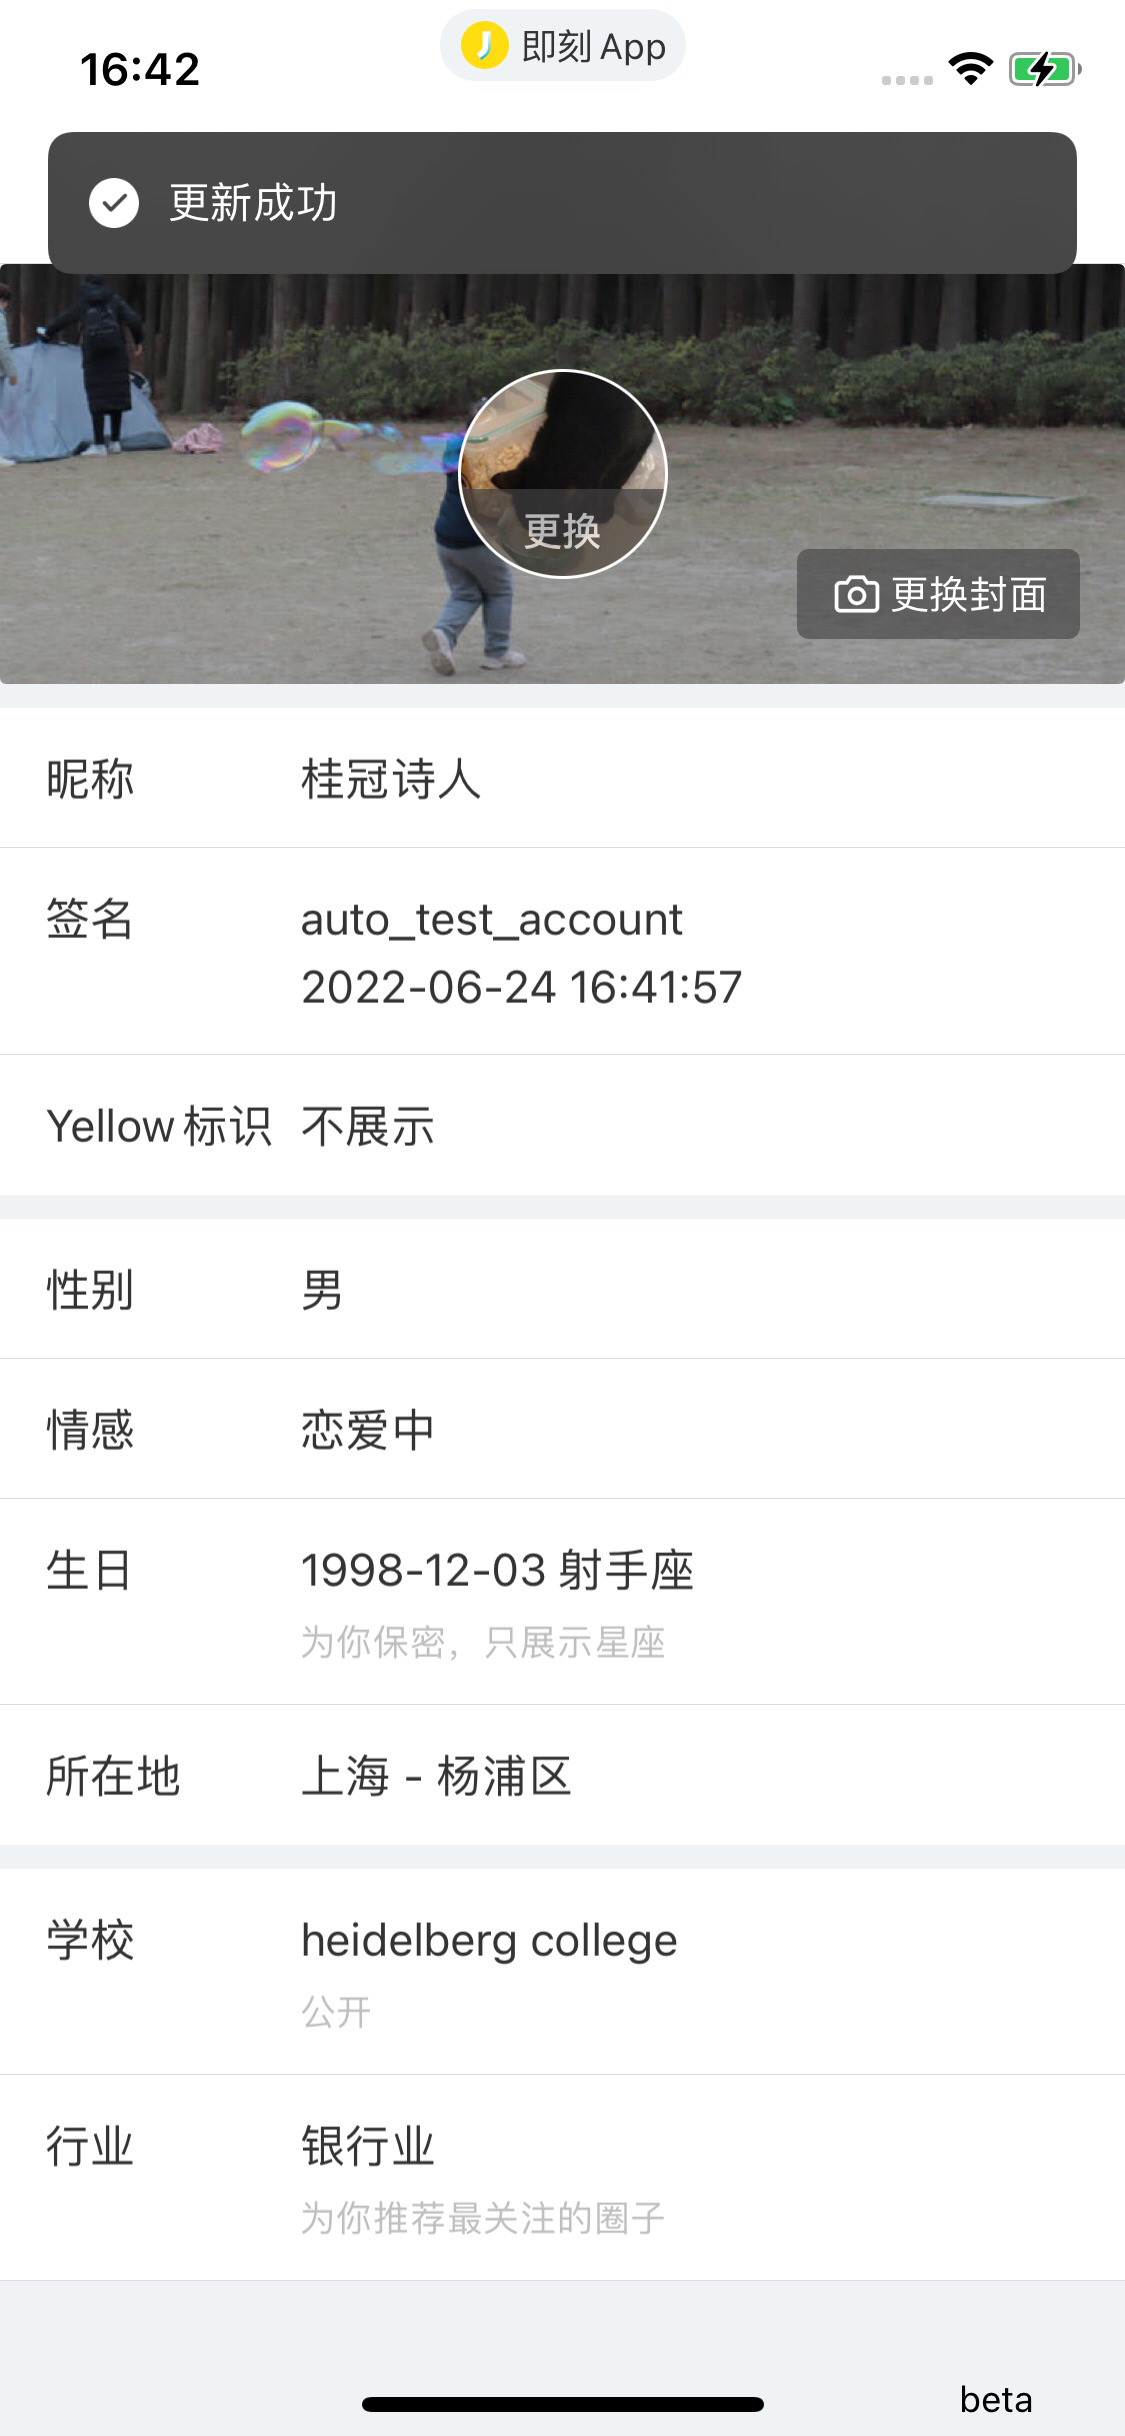 16:42
即刻 App
更新成功
更换
更换封面
昵称 桂冠诗人
签名 auto_test_account
2022-06-24 16:41:57
Yellow 标识 不展示
性别 男
情感 恋爱中
生日 1998-12-03 射手座
为你保密，只展示星座
所在地 上海 - 杨浦区
学校 heidelberg college
公开
行业 银行业
为你推荐最关注的圈子
beta